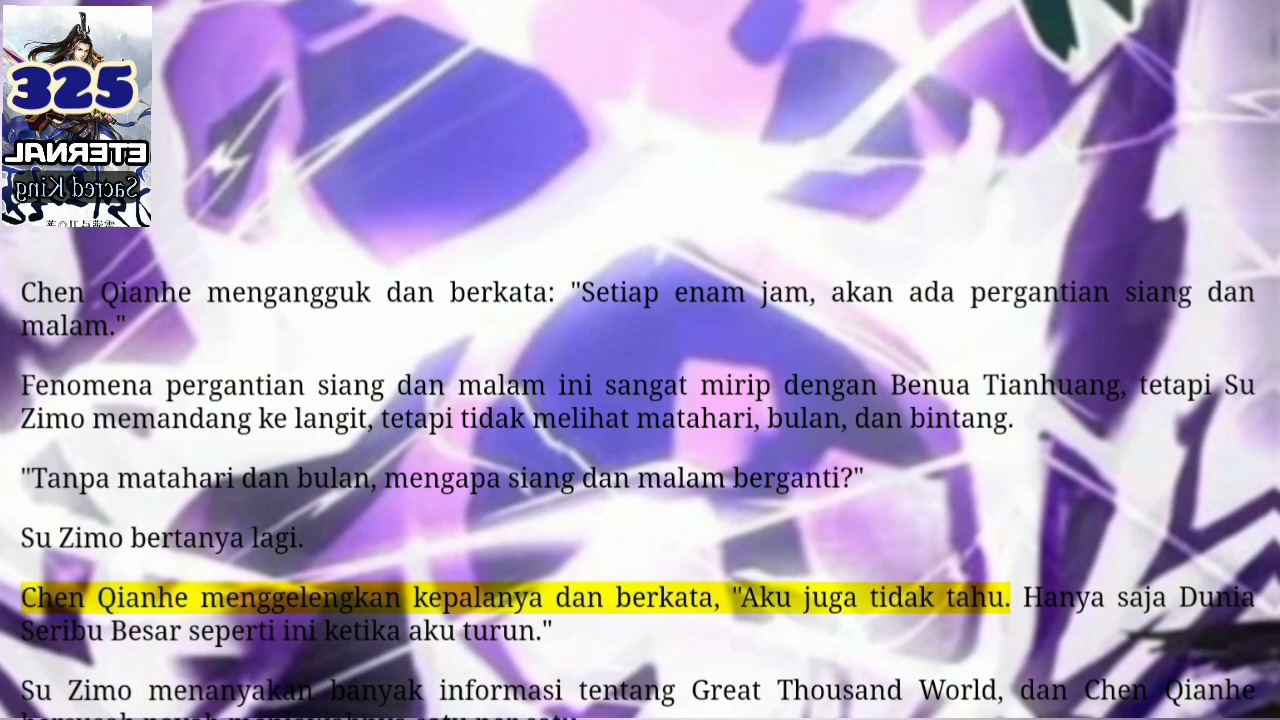 325
ETERNAL
Sacred King
Chen Qianhe mengangguk dan berkata: "Setiap enam jam, akan ada pergantian siang dan
malam."
Fenomena pergantian siang dan malam ini sangat mirip dengan Benua Tianhuang, tetapi Su
Zimo memandang ke langit, tetapi tidak melihat matahari, bulan, dan bintang.
"Tanpa matahari dan bulan, mengapa siang dan malam berganti?"
Su Zimo bertanya lagi.
Chen Qianhe menggelengkan kepalanya dan berkata, "Aku juga tidak tahu. Hanya saja Dunia
Seribu Besar seperti ini ketika aku turun."
Su Zimo menanyakan banyak informasi tentang Great Thousand World, dan Chen Qianhe